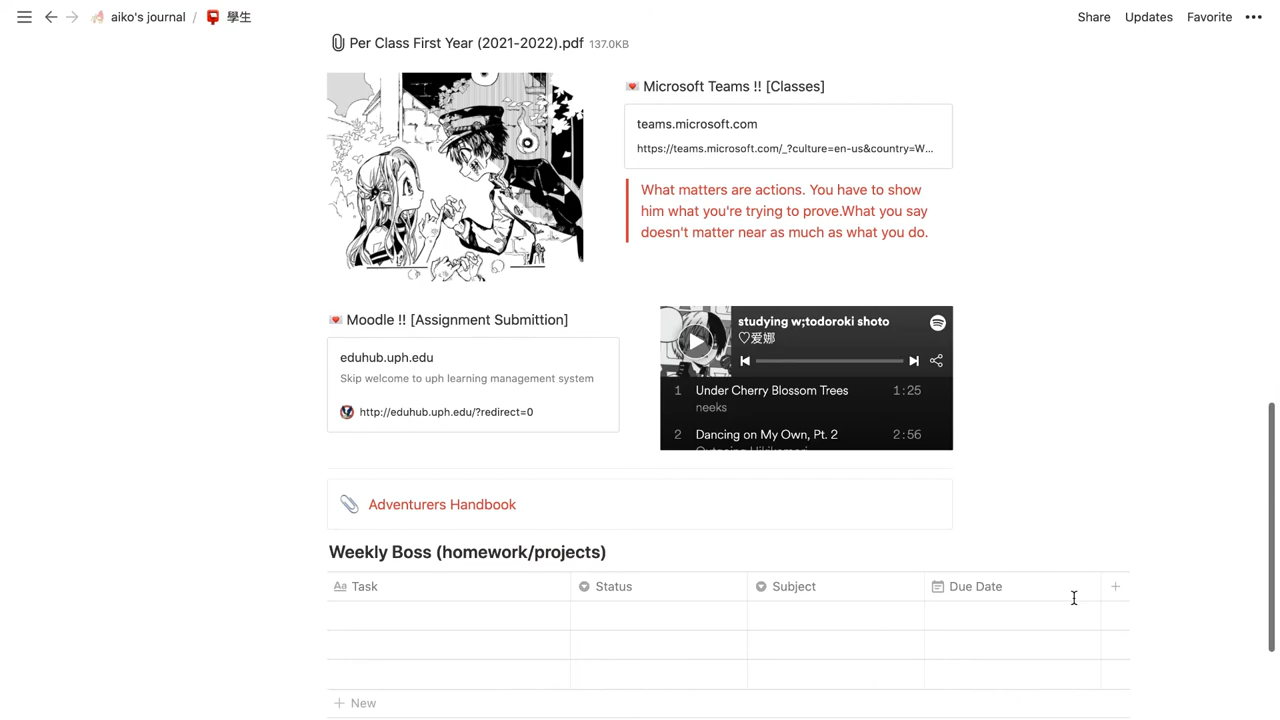 aiko's journal / 學生
Share Updates Favorite
Per Class First Year (2021-2022).pdf 137.0KB
Microsoft Teams !! [Classes]
teams.microsoft.com
https://teams.microsoft.com/_?culture=en-us&country=W...
What matters are actions. You have to show
him what you're trying to prove.What you say
doesn't matter near as much as what you do.
Moodle !! [Assignment Submittion]
eduhub.uph.edu
Skip welcome to uph learning management system
http://eduhub.uph.edu/?redirect=0
studying w;todoroki shoto
♡爱娜
1 Under Cherry Blossom Trees 1:25
neeks
2 Dancing on My Own, Pt. 2 2:56
Adventurers Handbook
Weekly Boss (homework/projects)
Aa Task Status Subject Due Date +
+ New